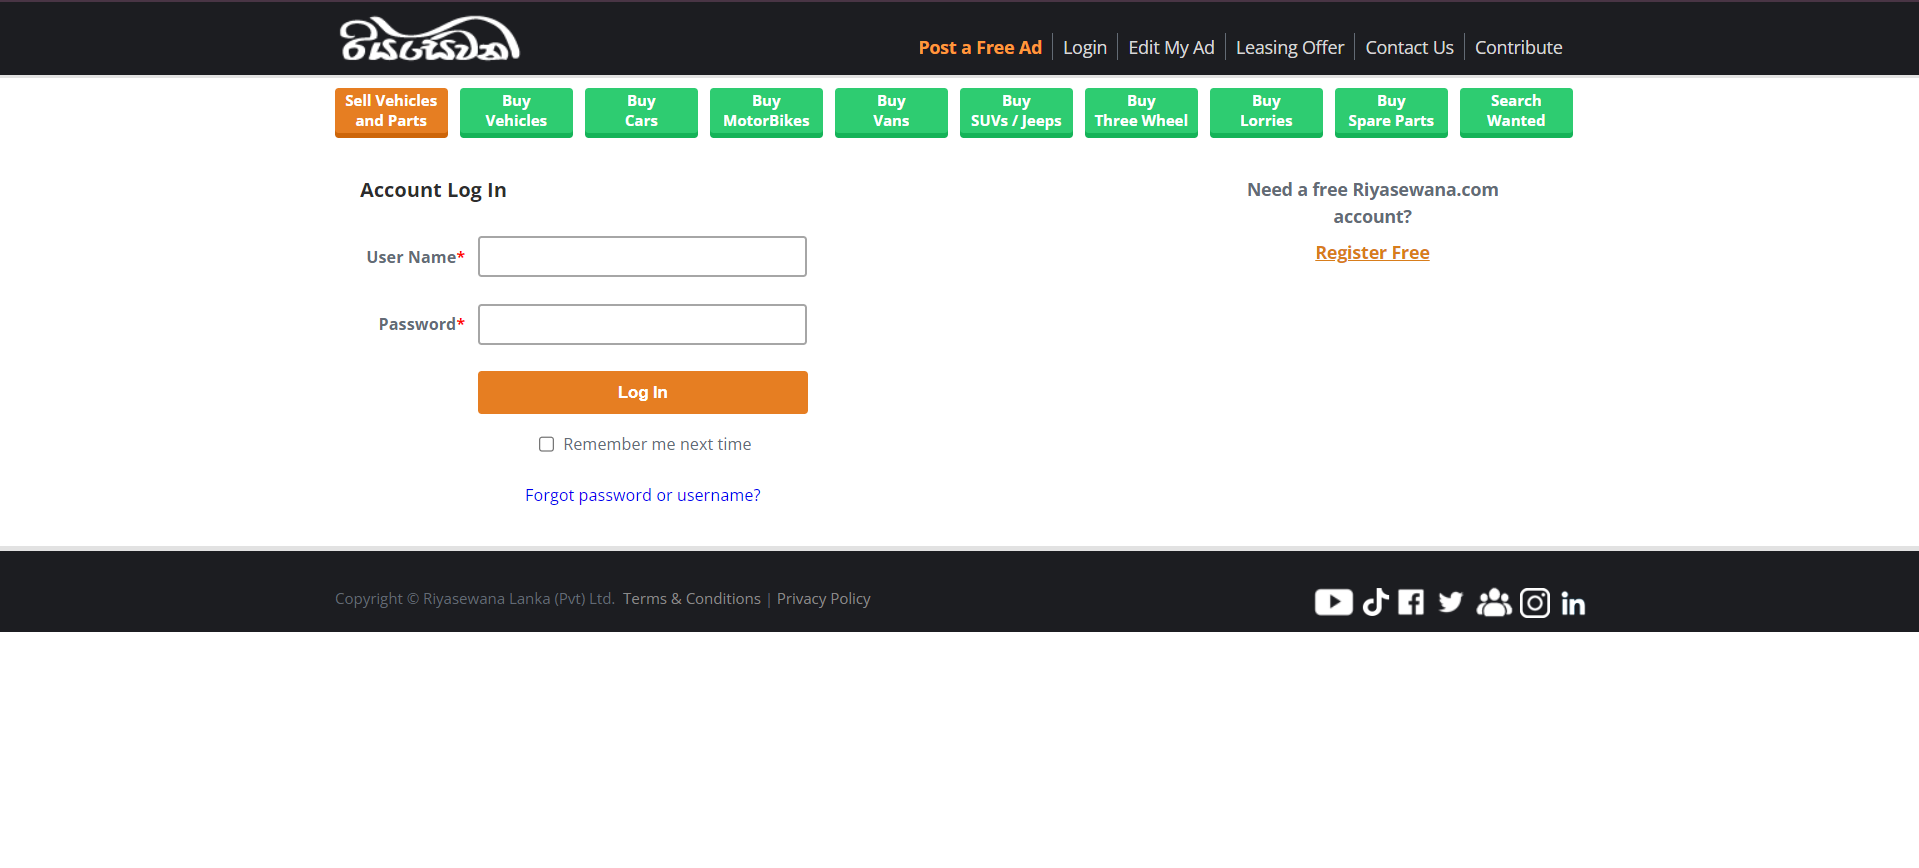 රියසෙවන
Post a Free Ad Login Edit My Ad Leasing Offer Contact Us Contribute
Sell Vehicles and Parts
Buy Vehicles
Buy Cars
Buy MotorBikes
Buy Vans
Buy SUVs / Jeeps
Buy Three Wheel
Buy Lorries
Buy Spare Parts
Search Wanted
Account Log In
User Name*
Password*
Log In
Remember me next time
Forgot password or username?
Need a free Riyasewana.com
account?
Register Free
Copyright © Riyasewana Lanka (Pvt) Ltd. Terms & Conditions | Privacy Policy